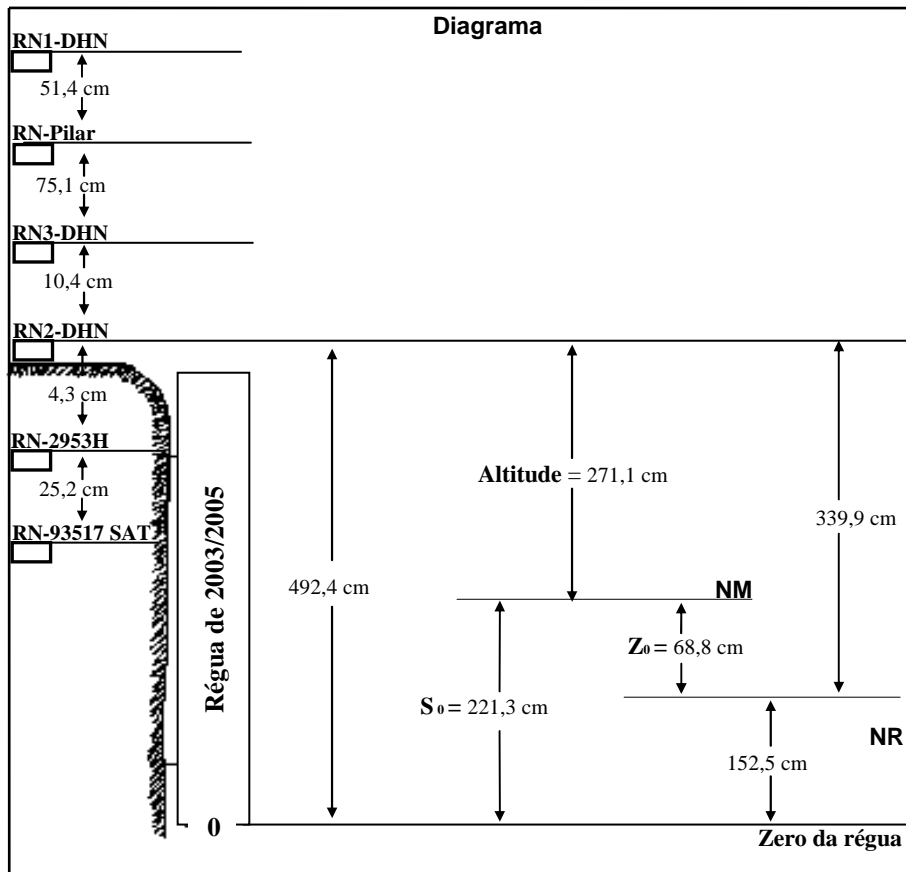 Diagrama
RN1-DHN
51,4 cm
RN-Pilar
75,1 cm
RN3-DHN
10,4 cm
RN2-DHN
4,3 cm
RN-2953H
25,2 cm
RN-93517 SAT
Régua de 2003/2005
0
492,4 cm
Altitude = 271,1 cm
339,9 cm
NM
Z₀ = 68,8 cm
S₀ = 221,3 cm
NR
152,5 cm
Zero da régua